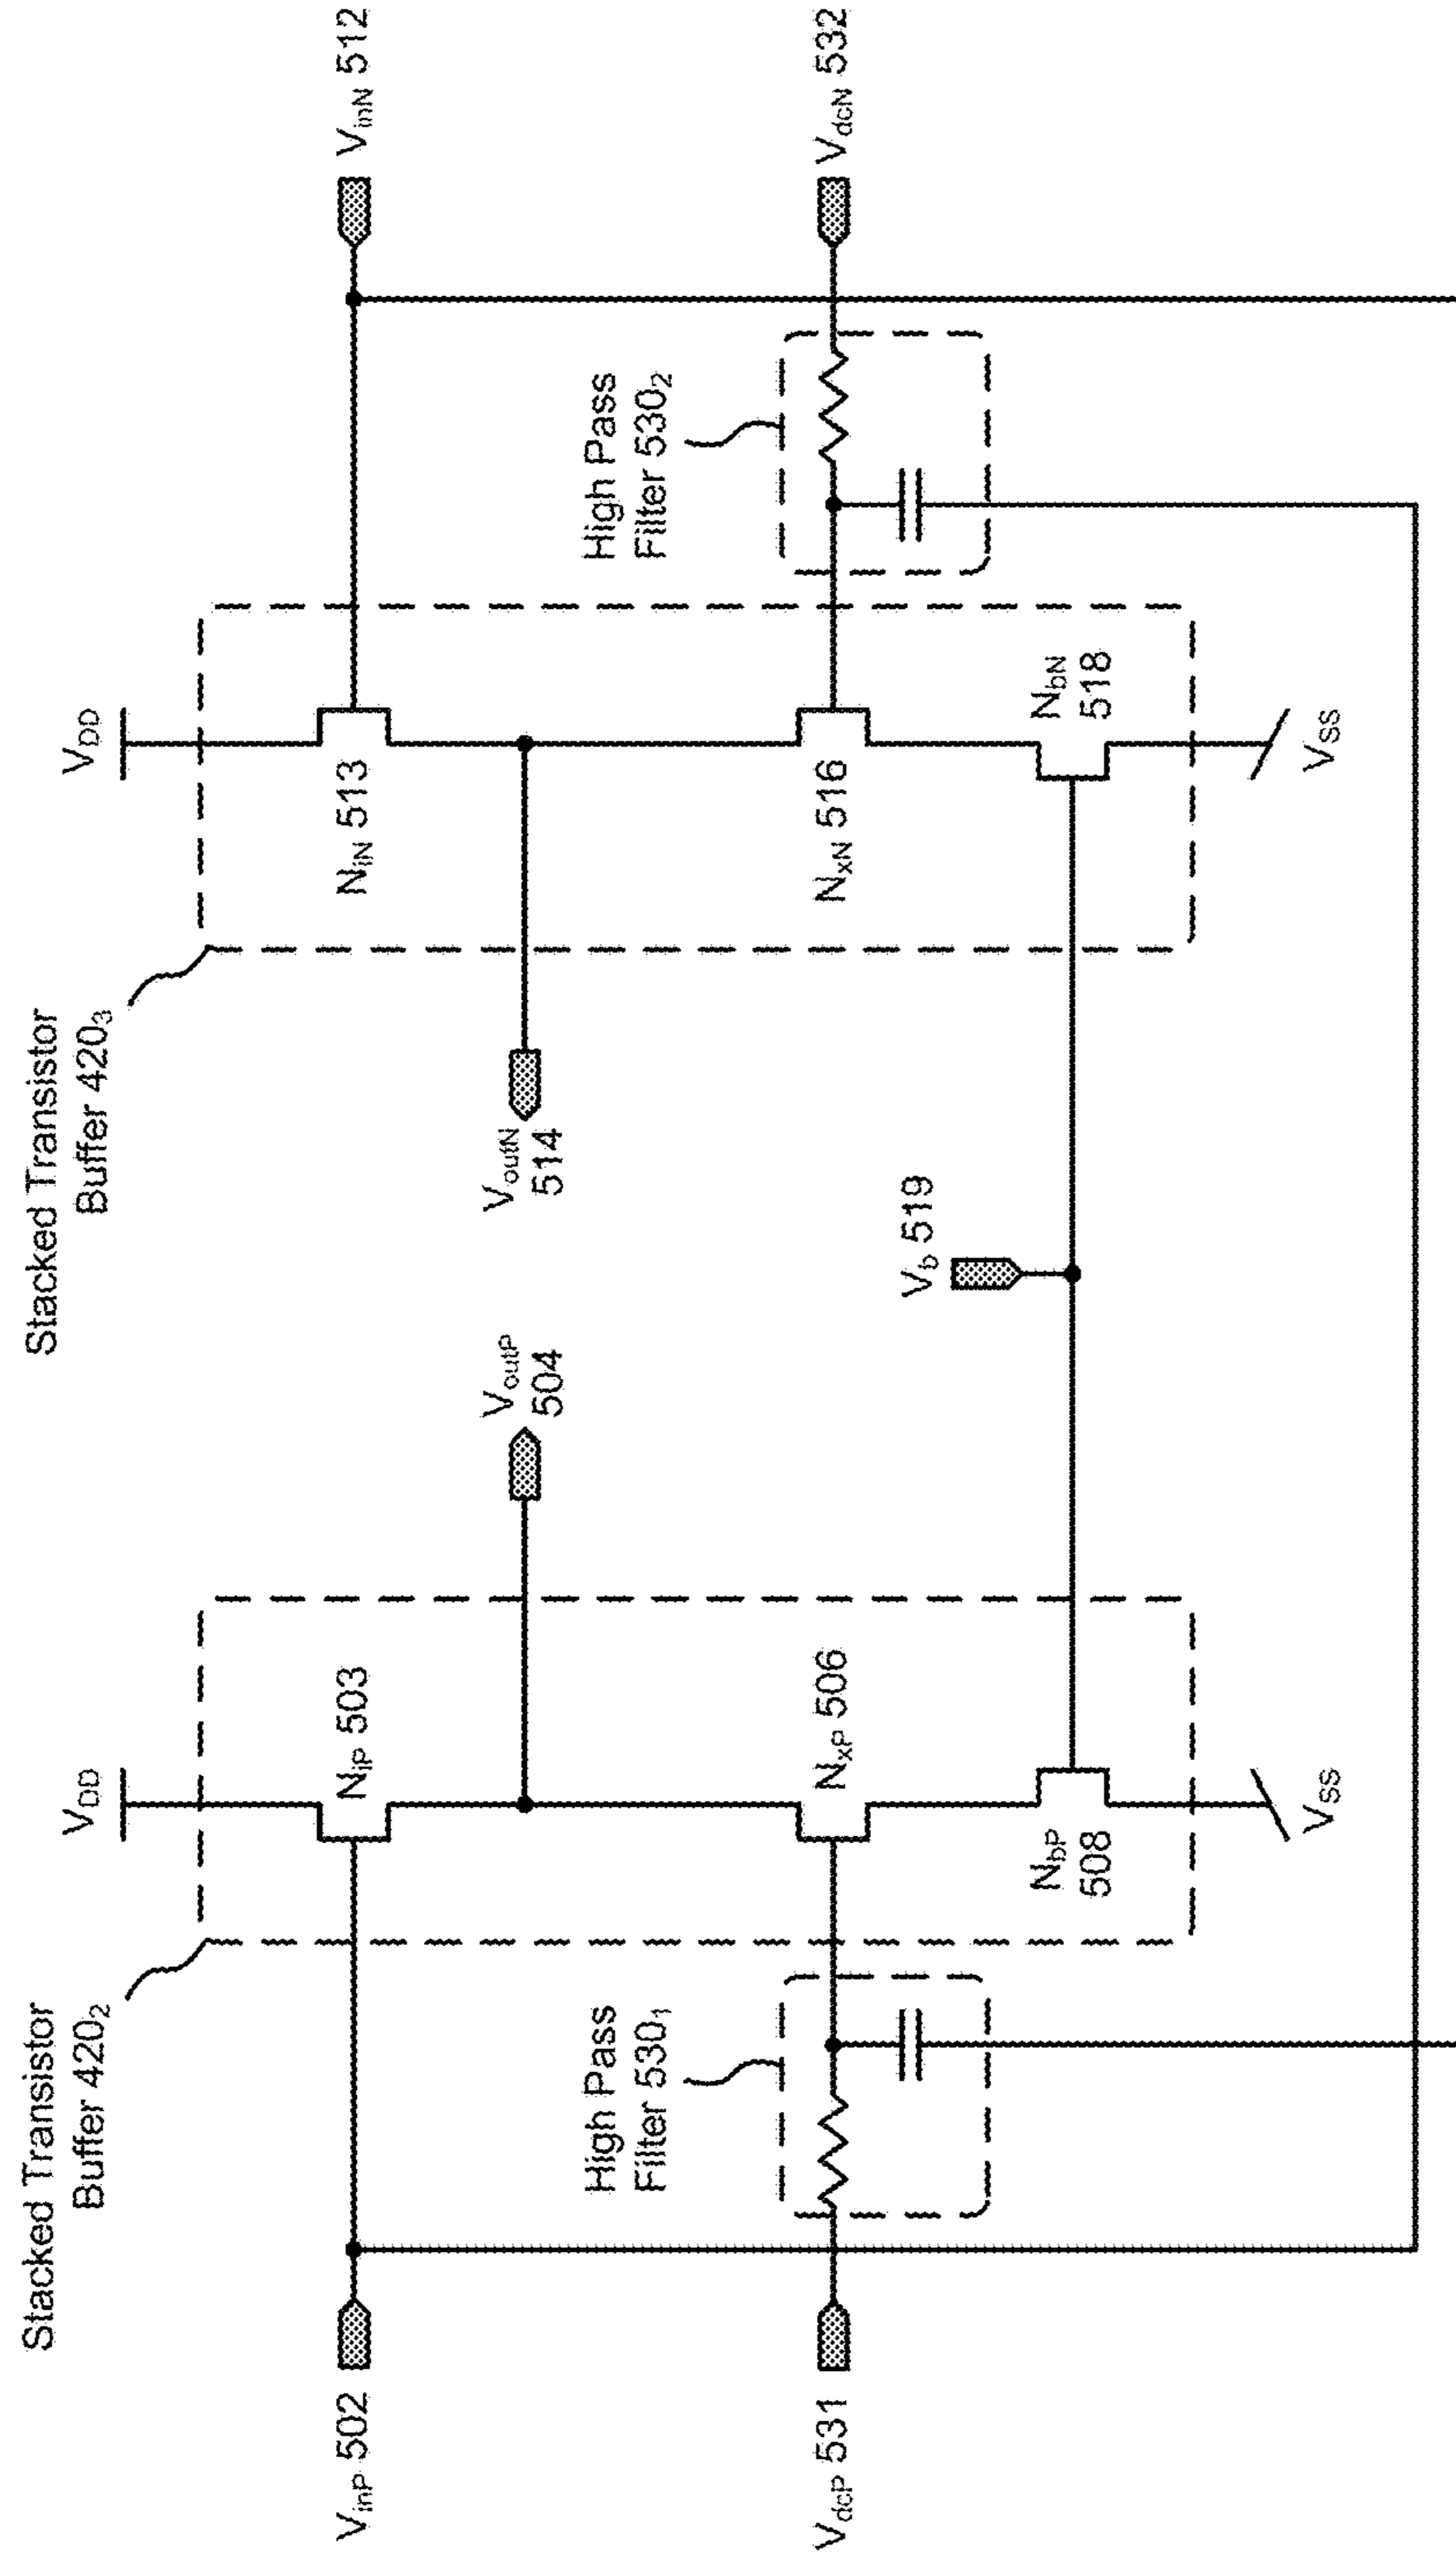 Stacked Transistor
Buffer 420₂
Stacked Transistor
Buffer 420₃
V_DD
V_DD
V_inP 502
N_iP 503
N_iN 513
V_inN 512
V_outP
504
V_outN
514
High Pass
Filter 530₁
High Pass
Filter 530₂
V_dcP 531
N_xP 506
N_xN 516
V_dcN 532
V_b 519
N_bP
508
N_bN
518
V_SS
V_SS